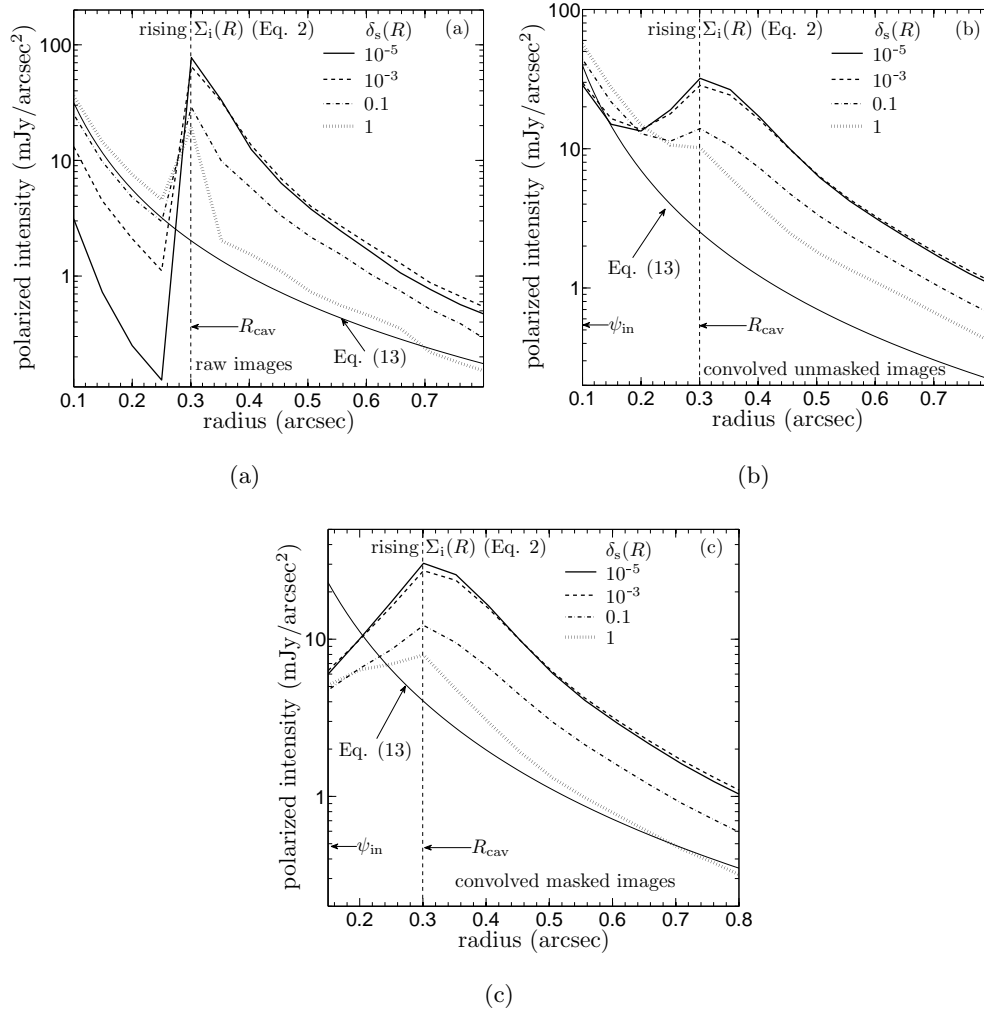 rising Σi(R) (Eq. 2)
δs(R)
(a)
10-5
10-3
0.1
1
100
10
1
polarized intensity (mJy/arcsec2)
Rcav
Eq. (13)
raw images
0.1 0.2 0.3 0.4 0.5 0.6 0.7
radius (arcsec)
(a)
rising Σi(R) (Eq. 2)
δs(R)
(b)
10-5
10-3
0.1
1
100
10
1
polarized intensity (mJy/arcsec2)
Eq. (13)
ψin
Rcav
convolved unmasked images
0.1 0.2 0.3 0.4 0.5 0.6 0.7
radius (arcsec)
(b)
rising Σi(R) (Eq. 2)
δs(R)
(c)
10-5
10-3
0.1
1
10
1
polarized intensity (mJy/arcsec2)
Eq. (13)
ψin
Rcav
convolved masked images
0.2 0.3 0.4 0.5 0.6 0.7 0.8
radius (arcsec)
(c)